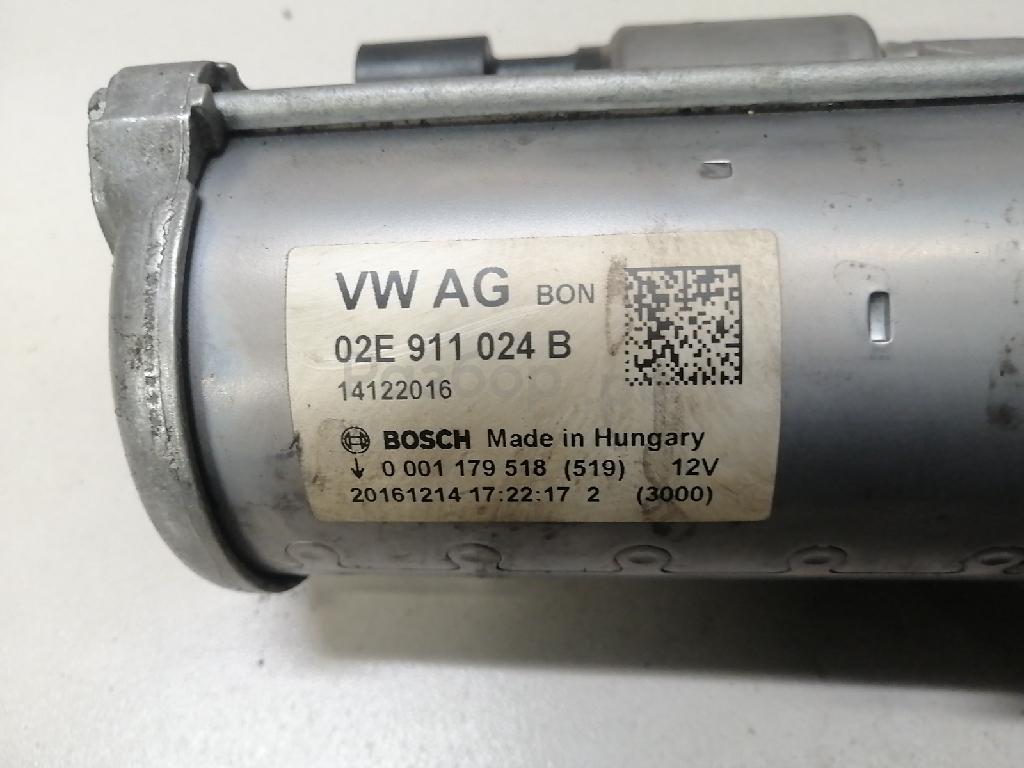 VW AG BON
02E 911 024 B
14122016
BOSCH Made in Hungary
↓ 0 001 179 518 (519) 12V
20161214 17:22:17 2 (3000)